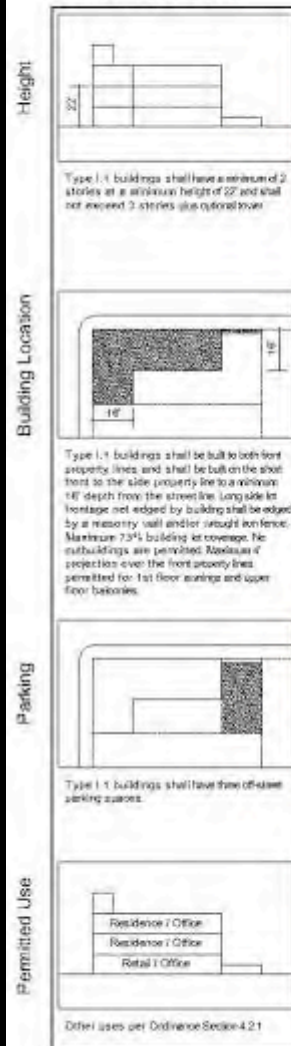 Height
22'
Type I.1 buildings shall have a minimum of 2
stories at a minimum height of 22' and shall
not exceed 3 stories plus optional tower
Building Location
16'
16'
Type I.1 buildings shall be built to both front
property lines and shall be built on the short
front to the side property line to a minimum
16' depth from the street line. Long side lot
frontage not edged by building shall be edged
by a masonry wall and/or wrought iron fence.
Maximum 73% building lot coverage. No
outbuildings are permitted. Maximum
projection over the front property lines
permitted for 1st floor awnings and upper
floor balconies.
Parking
Type I.1 buildings shall have three off-street
parking spaces.
Permitted Use
Residence / Office
Residence / Office
Retail / Office
Other uses per Ordinance Section 4.2.1